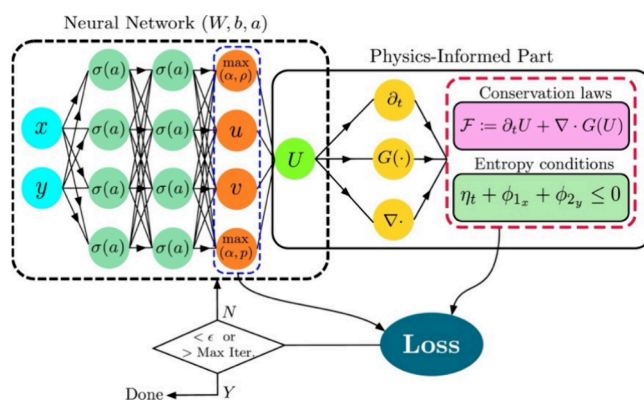 Neural Network (W, b, a)
Physics-Informed Part
x
y
σ(a)
σ(a)
σ(a)
σ(a)
σ(a)
σ(a)
σ(a)
σ(a)
max
(α, ρ)
u
v
max
(α, p)
U
∂ₜ
G(·)
∇·
Conservation laws
ℱ := ∂ₜU + ∇· G(U)
Entropy conditions
ηₜ + ϕ₁ₓ + ϕ₂ᵧ ≤ 0
N
< ϵ or
> Max Iter.
Y
Done
Loss